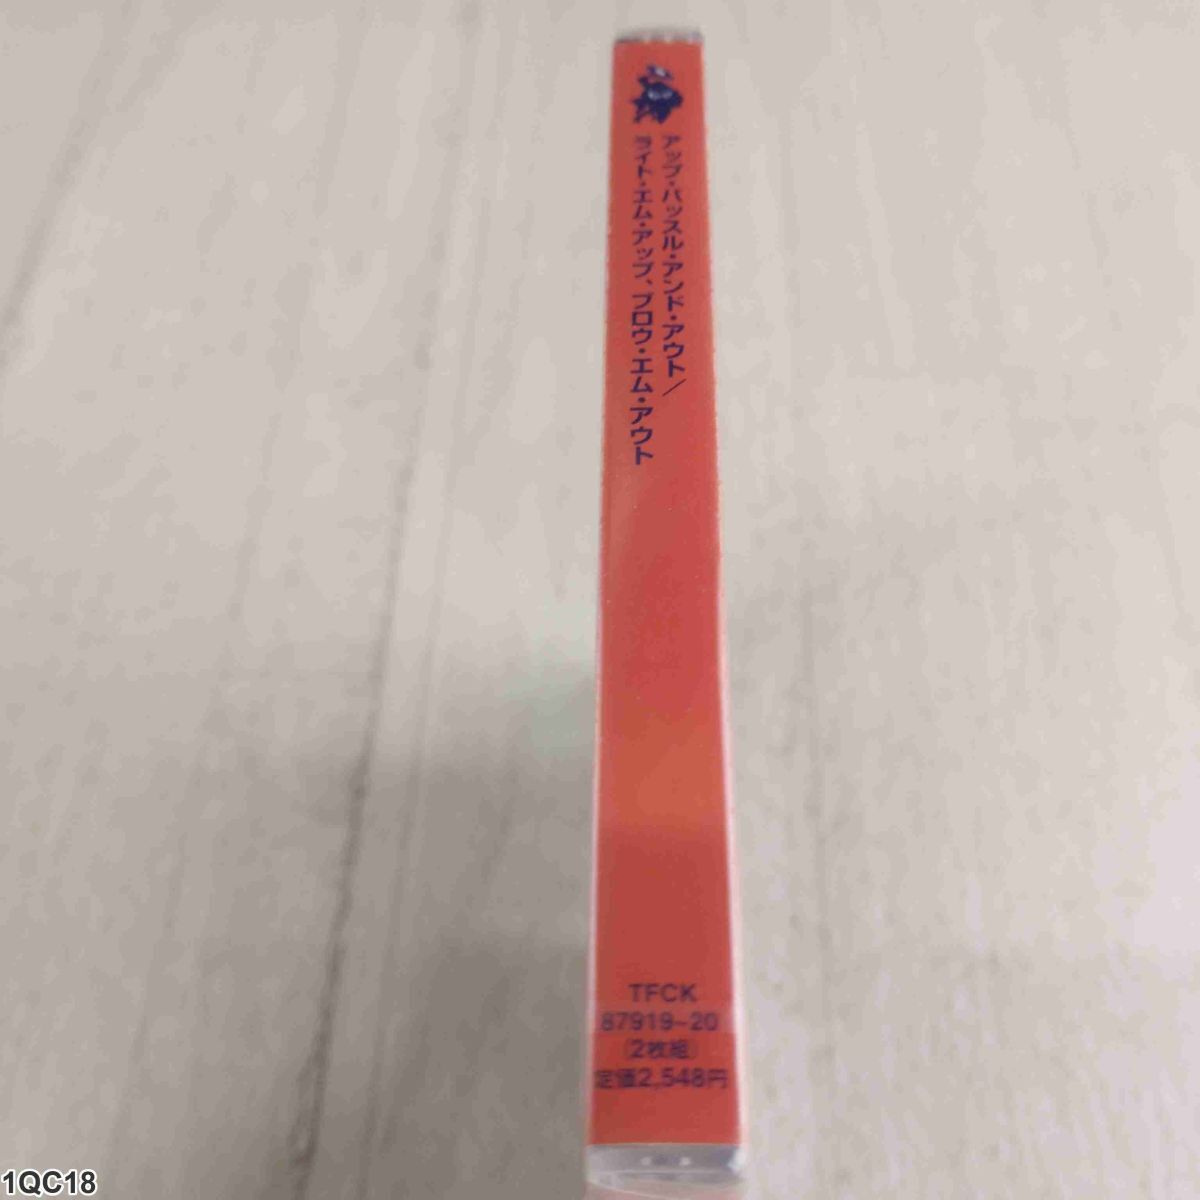 アップ・バッスル・アンド・アウト／
ライト・エム・アップ、ブロウ・エム・アウト
TFCK
87919~20
(2枚組)
定価2,548円
1QC18